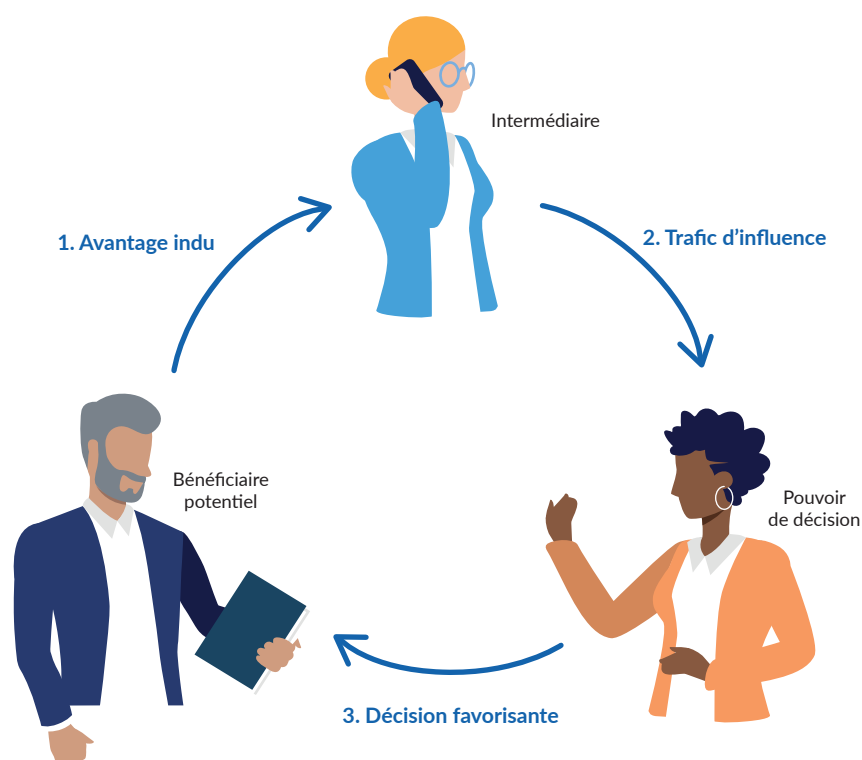 Intermédiaire
1. Avantage indu
2. Trafic d’influence
Bénéficiaire
potentiel
Pouvoir
de décision
3. Décision favorisante